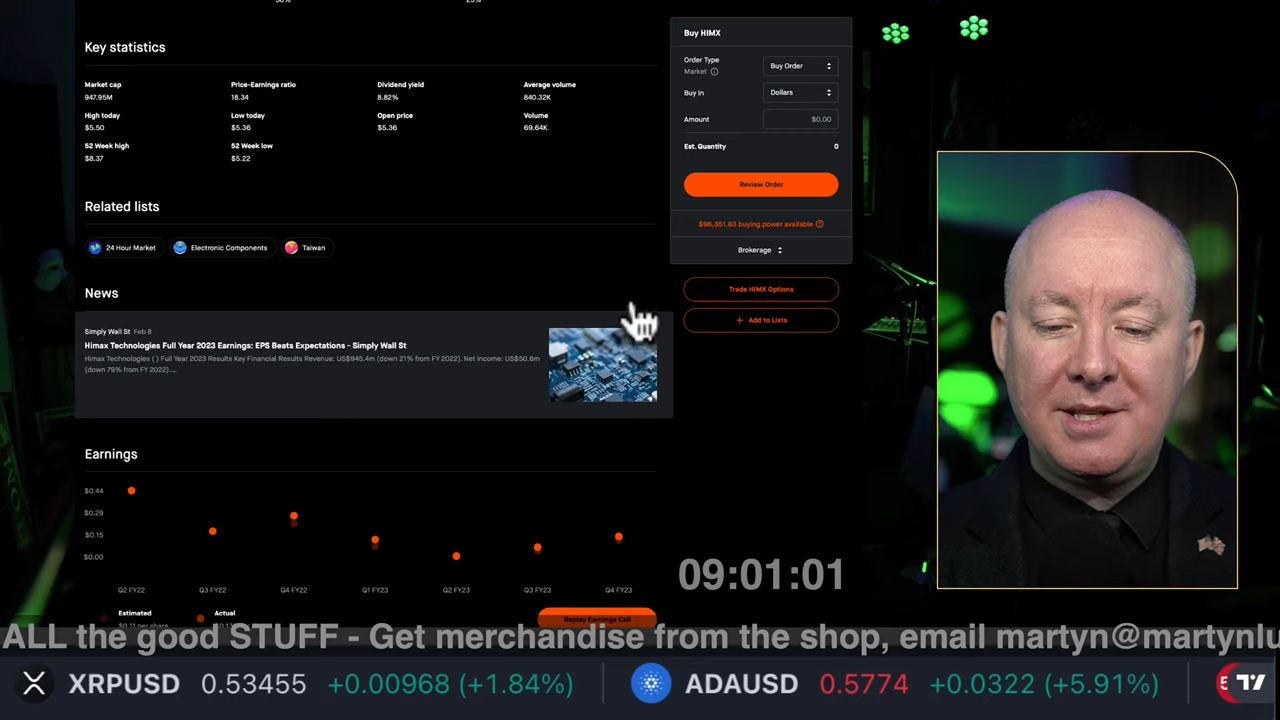 Key statistics
Market cap
947.95M
Price-Earnings ratio
18.34
Dividend yield
8.82%
Average volume
840.32K
High today
$5.50
Low today
$5.36
Open price
$5.36
Volume
69.64K
52 Week high
$8.37
52 Week low
$5.22
Related lists
24 Hour Market
Electronic Components
Taiwan
News
Simply Wall St Feb 8
Himax Technologies Full Year 2023 Earnings: EPS Beats Expectations - Simply Wall St
Himax Technologies ( ) Full Year 2023 Results Key Financial Results Revenue: US$945.4m (down 21% from FY 2022). Net income: US$50.6m
(down 79% from FY 2022)....
Earnings
$0.44
$0.29
$0.15
$0.00
Q2 FY22
Q3 FY22
Q4 FY22
Q1 FY23
Q2 FY23
Q3 FY23
Q4 FY23
Estimated
Actual
Replay Earnings Call
Buy HIMX
Order Type
Market
Buy Order
Buy In
Dollars
Amount
$0.00
Est. Quantity
0
Review Order
$96,351.63 buying power available
Brokerage
Trade HIMX Options
+ Add to Lists
09:01:01
ALL the good STUFF - Get merchandise from the shop, email martyn@martynlu
XRPUSD 0.53455 +0.00968 (+1.84%)
ADAUSD 0.5774 +0.0322 (+5.91%)